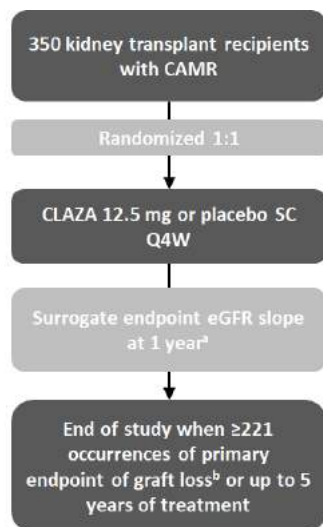 350 kidney transplant recipients
with CAMR
Randomized 1:1
CLAZA 12.5 mg or placebo SC
Q4W
Surrogate endpoint eGFR slope
at 1 yearᵃ
End of study when ≥221
occurrences of primary
endpoint of graft lossᵇ or up to 5
years of treatment